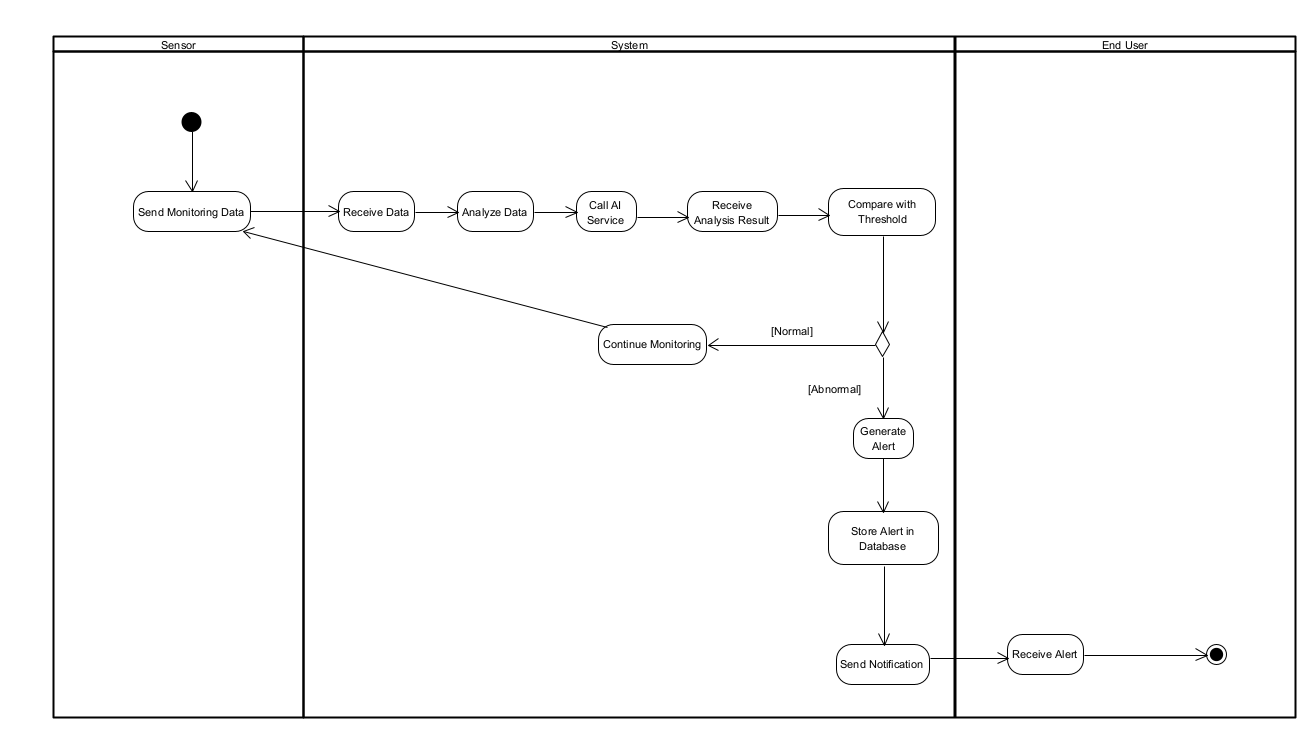 Sensor
System
End User
Send Monitoring Data
Receive Data
Analyze Data
Call AI
Service
Receive
Analysis Result
Compare with
Threshold
[Normal]
Continue Monitoring
[Abnormal]
Generate
Alert
Store Alert in
Database
Send Notification
Receive Alert